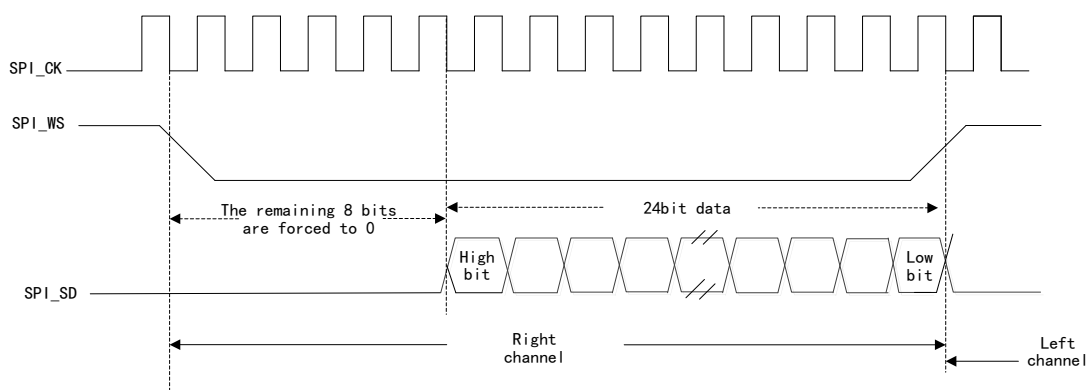 SPI_CK
SPI_WS
The remaining 8 bits
are forced to 0
24bit data
High
bit
Low
bit
SPI_SD
Right
channel
Left
channel